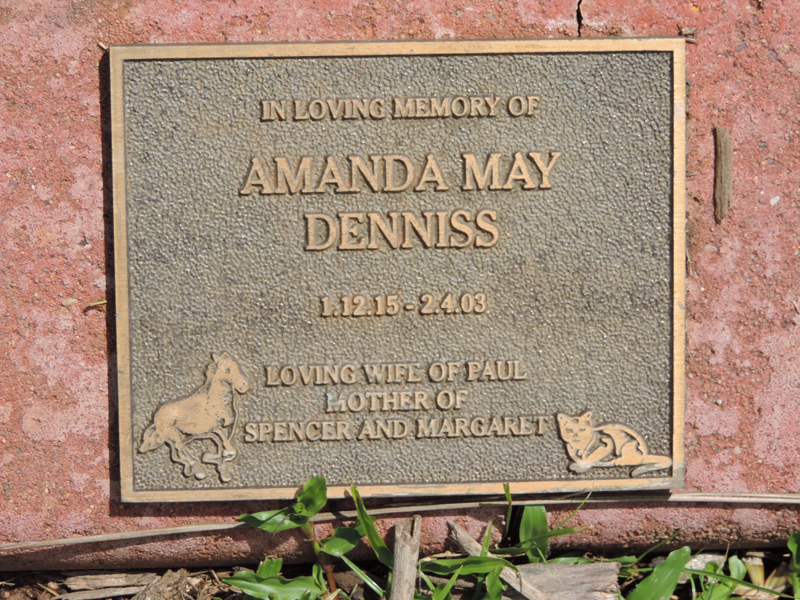 IN LOVING MEMORY OF
AMANDA MAY
DENNISS
1.12.15 - 2.4.03
LOVING WIFE OF PAUL
MOTHER OF
SPENCER AND MARGARET